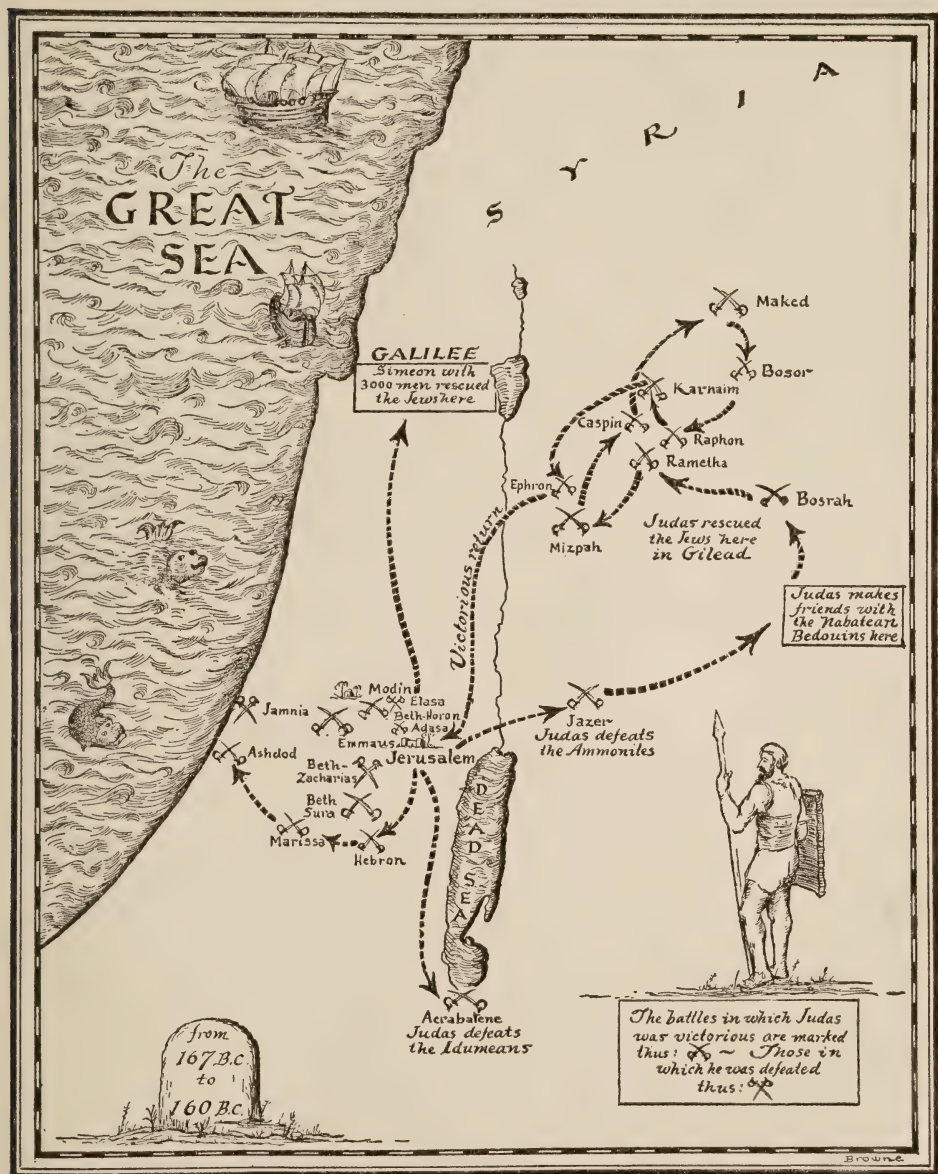 SYRIA
The
GREAT
SEA
Maked
GALILEE
Simeon with
3000 men rescued
the Jews here
Bosor
Karnaim
Caspin
Raphon
Rametha
Ephron
Bosrah
Mizpah
Judas rescued
the Jews here
in Gilead
Victorious return
Judas makes
friends with
the Nabatean
Bedouins here
Modin
Elasa
Jamnia
Beth-Horon
Adasa
Emmaus
Jerusalem
Jazer
Judas defeats
the Ammonites
Ashdod
Beth-
Zacharias
Beth
Sura
Marissa
Hebron
DEAD SEA
Acrabatene
Judas defeats
the Idumeans
from
167 B.C.
to
160 B.C.
The battles in which Judas
was victorious are marked
thus: ~ Those in
which he was defeated
thus:
Browne